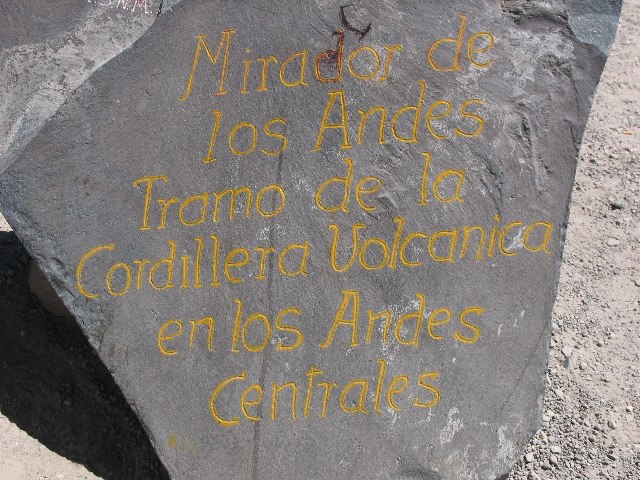 Mirador de
los Andes
Tramo de la
Cordillera Volcanica
en los Andes
Centrales